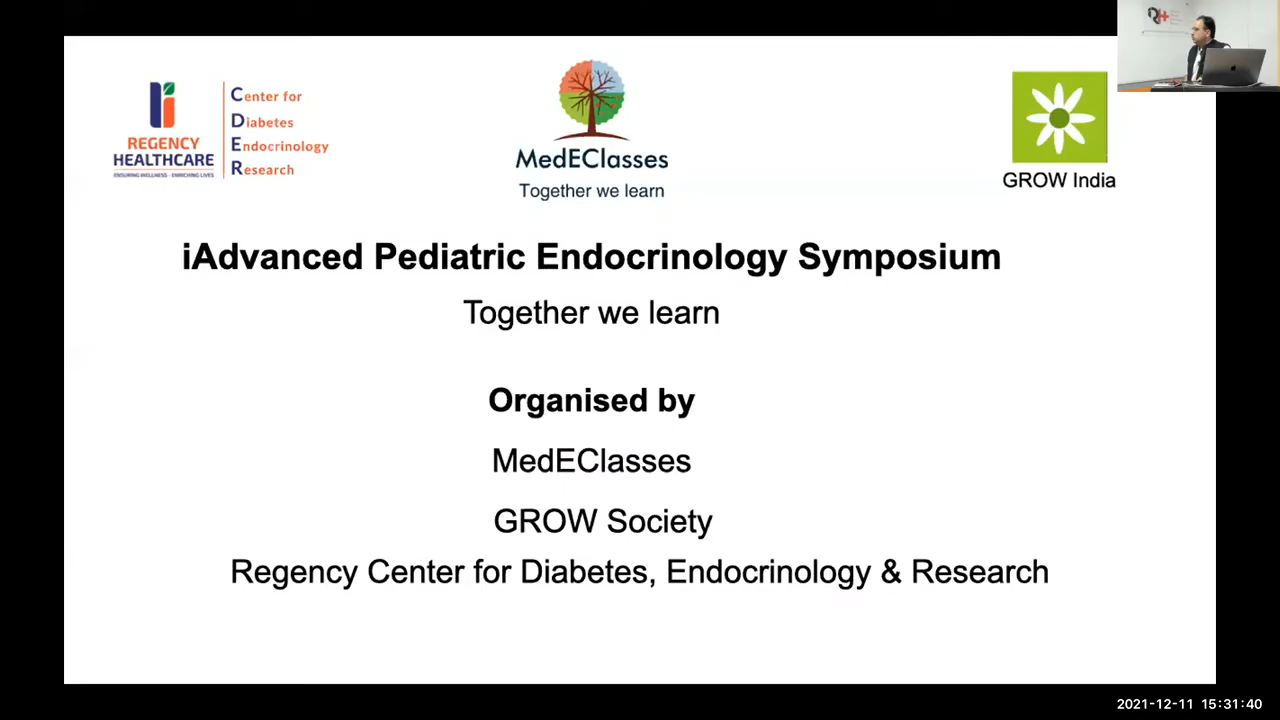 REGENCY
HEALTHCARE
ENSURING WELLNESS - ENRICHING LIVES
Center for
Diabetes
Endocrinology
Research
MedEClasses
Together we learn
GROW India
iAdvanced Pediatric Endocrinology Symposium
Together we learn
Organised by
MedEClasses
GROW Society
Regency Center for Diabetes, Endocrinology & Research
2021-12-11 15:31:40